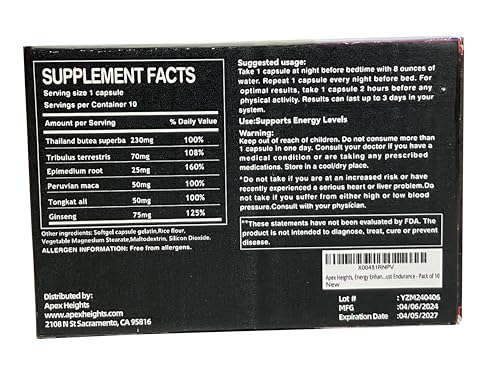 SUPPLEMENT FACTS
Serving size 1 capsule
Servings per Container 10
Amount per Serving % Daily Value
Thailand butea superba 230mg 100%
Tribulus terrestris 70mg 108%
Epimedium root 25mg 160%
Peruvian maca 50mg 100%
Tongkat ali 50mg 100%
Ginseng 75mg 125%
Other ingredients: Softgel capsule gelatin,Rice flour,
Vegetable Magnesium Stearate,Maltodextrin, Silicon Dioxide.
ALLERGEN INFORMATION: Free from allergens.
Distributed by:
Apex Heights
www.apexheights.com
2108 N St Sacramento, CA 95816
Suggested usage:
Take 1 capsule at night before bedtime with 8 ounces of
water. Repeat 1 capsule every night before bed. For
optimal results, take 1 capsule 2 hours before any
physical activity. Results can last up to 3 days in your
system.
Use:Supports Energy Levels
Warning:
Keep out of reach of children. Do not consume more than
1 capsule in one day. Consult your doctor if you have a
medical condition or are taking any prescribed
medications. Store in a cool/dry place.
*Do not take if you are at an increased risk or have
recently experienced a serious heart or liver problem.Do
not take if you suffer from either high or low blood
pressure.Consult with your physician.
**These statements have not been evaluated by FDA. The
product is not intended to diagnose, treat, cure or prevent
disease.
X00451RNPV
Apex Heights, Energy Enhan...ust Endurance - Pack of 10
New
Lot # : YZM240406
MFG : 04/06/2024
Expiration Date : 04/05/2027